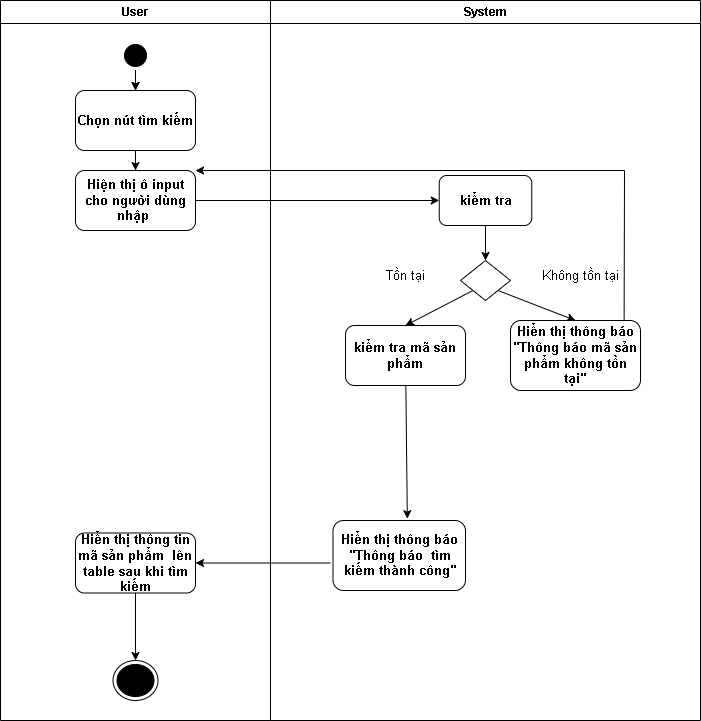 User
System
Chọn nút tìm kiếm
Hiện thị ô input
cho người dùng
nhập
kiểm tra
Tồn tại
Không tồn tại
kiểm tra mã sản
phẩm
Hiển thị thông báo
"Thông báo mã sản
phẩm không tồn
tại"
Hiển thị thông báo
"Thông báo  tìm
kiếm thành công"
Hiển thị thông tin
mã sản phẩm  lên
table sau khi tìm
kiếm